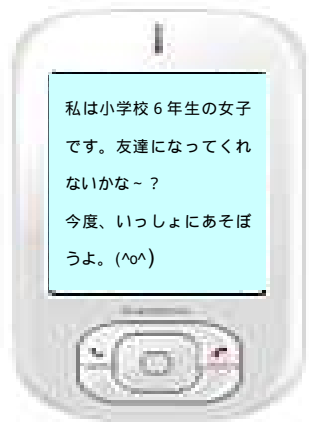 私は小学校６年生の女子
です。友達になってくれ
ないかな～？
今度、いっしょにあそぼ
うよ。(^o^)